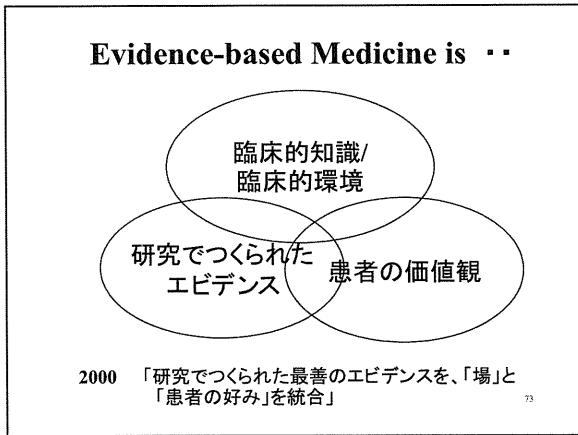 Evidence-based Medicine is ··
臨床的知識/
臨床的環境
研究でつくられた
エビデンス
患者の価値観
2000 「研究でつくられた最善のエビデンスを、「場」と
「患者の好み」を統合」
73